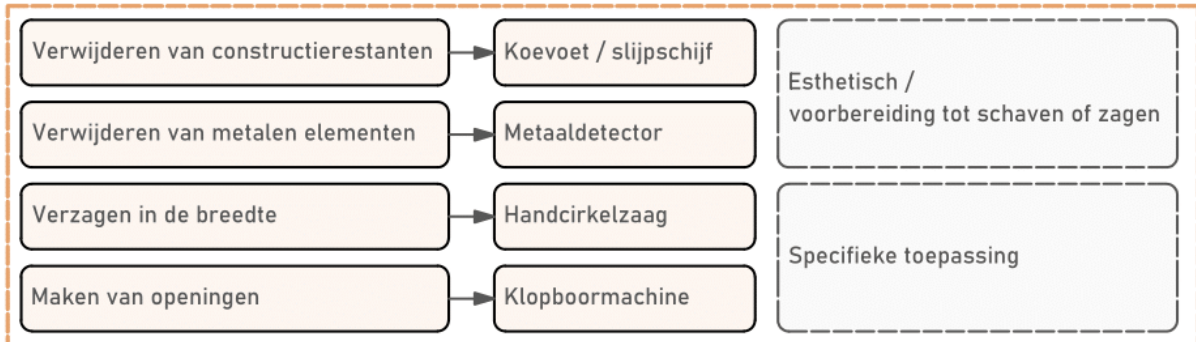 Verwijderen van constructierestanten
Koevoet / slijpschijf
Esthetisch /
voorbereiding tot schaven of zagen
Verwijderen van metalen elementen
Metaaldetector
Verzagen in de breedte
Handcirkelzaag
Specifieke toepassing
Maken van openingen
Klopboormachine